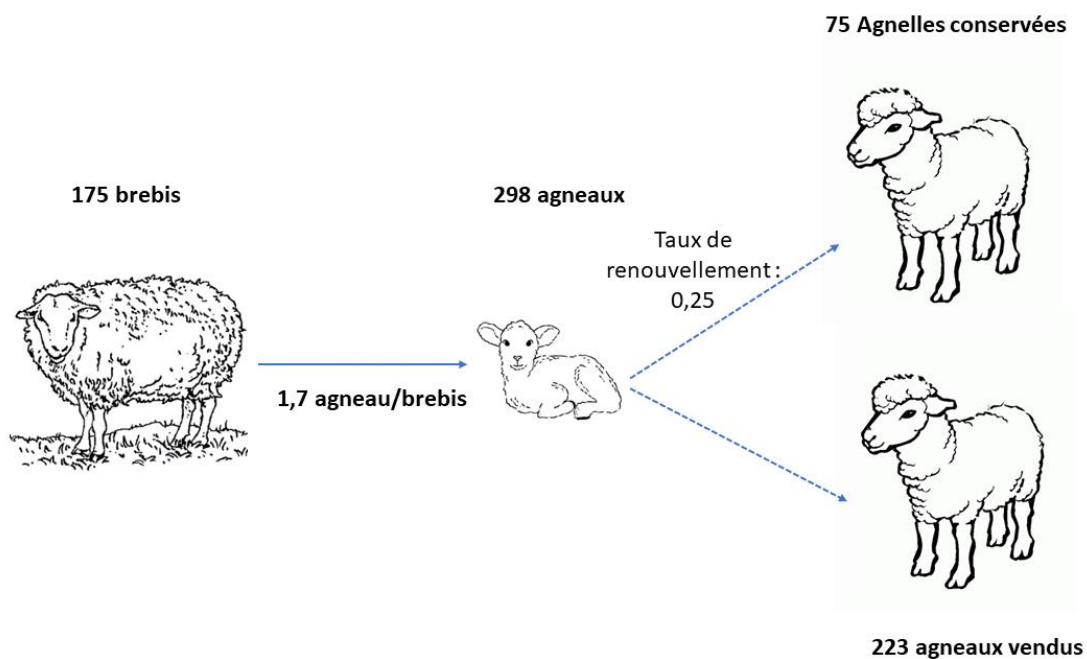 75 Agnelles conservées
175 brebis
298 agneaux
Taux de
renouvellement :
0,25
1,7 agneau/brebis
223 agneaux vendus